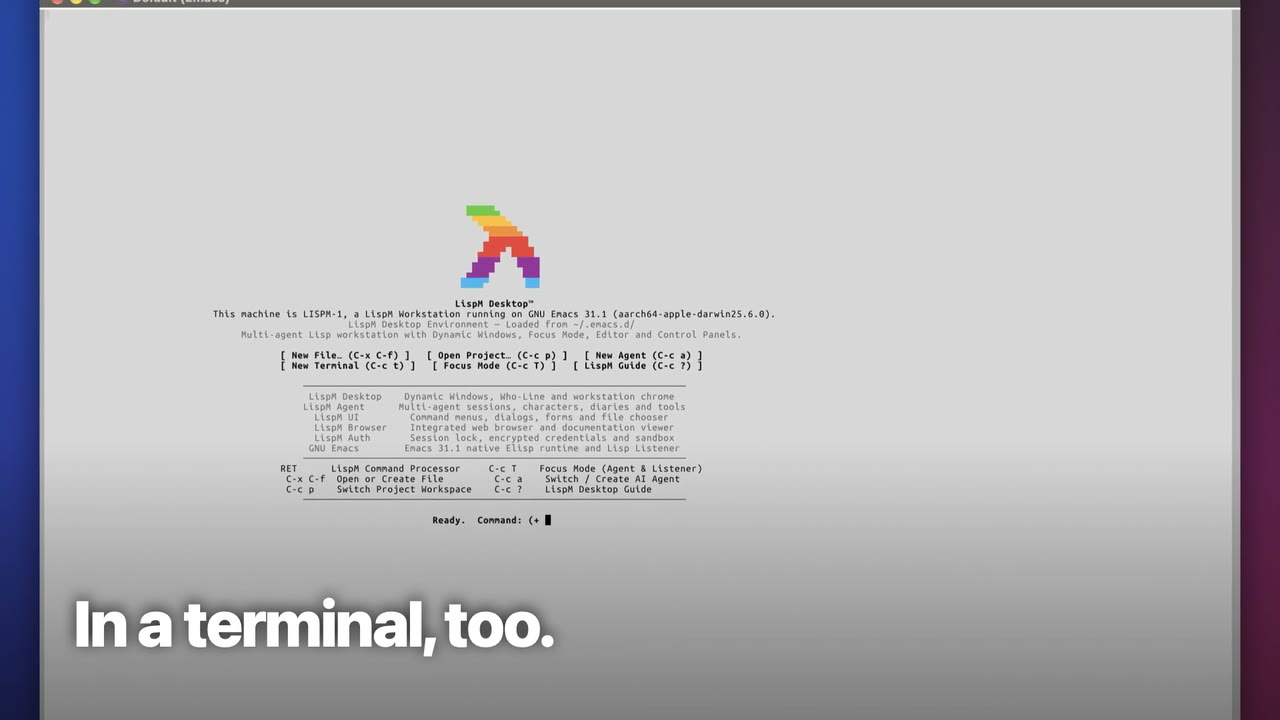 Default (Emacs)
LispM Desktop™
This machine is LISPM-1, a LispM Workstation running on GNU Emacs 31.1 (aarch64-apple-darwin25.6.0).
LispM Desktop Environment — Loaded from ~/.emacs.d/
Multi-agent Lisp workstation with Dynamic Windows, Focus Mode, Editor and Control Panels.
[ New File… (C-x C-f) ] [ Open Project… (C-c p) ] [ New Agent (C-c a) ]
[ New Terminal (C-c t) ] [ Focus Mode (C-c T) ] [ LispM Guide (C-c ?) ]
LispM Desktop Dynamic Windows, Who-Line and workstation chrome
LispM Agent Multi-agent sessions, characters, diaries and tools
LispM UI Command menus, dialogs, forms and file chooser
LispM Browser Integrated web browser and documentation viewer
LispM Auth Session lock, encrypted credentials and sandbox
GNU Emacs Emacs 31.1 native Elisp runtime and Lisp Listener
RET LispM Command Processor C-c T Focus Mode (Agent & Listener)
C-x C-f Open or Create File C-c a Switch / Create AI Agent
C-c p Switch Project Workspace C-c ? LispM Desktop Guide
Ready. Command: (+
In a terminal, too.